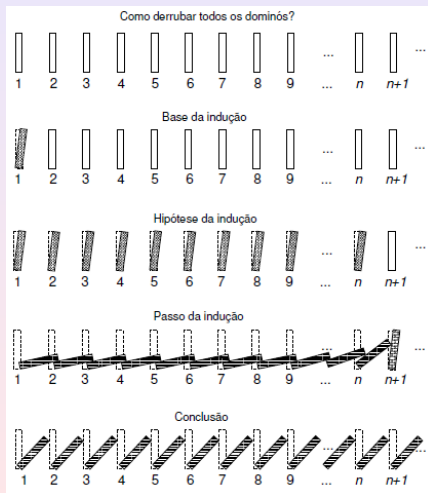 Como derrubar todos os dominós?
... ...
1 2 3 4 5 6 7 8 9 ... n n+1
Base da indução
... ...
1 2 3 4 5 6 7 8 9 ... n n+1
Hipótese da indução
... ...
1 2 3 4 5 6 7 8 9 ... n n+1
Passo da indução
... ...
1 2 3 4 5 6 7 8 9 ... n n+1
Conclusão
... ...
1 2 3 4 5 6 7 8 9 ... n n+1